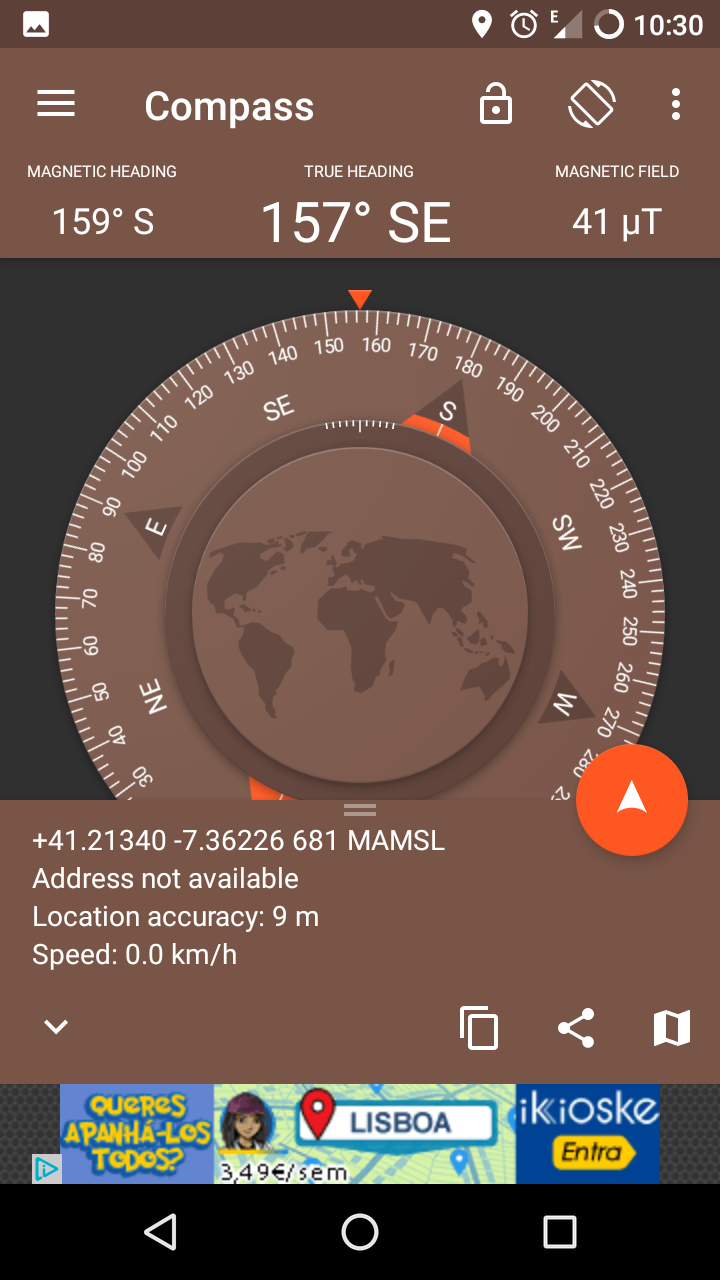 E 10:30
Compass
MAGNETIC HEADING TRUE HEADING MAGNETIC FIELD
159° S 157° SE 41 μT
150 160 170 180 190 200 210 220 230 240 250 260 270 280
140 130 120 110 100 90 80 70 60 50 40 30
SE S SW W
E NE
+41.21340 -7.36226 681 MAMSL
Address not available
Location accuracy: 9 m
Speed: 0.0 km/h
QUERES
APANHÁ-LOS
TODOS?
LISBOA
3,49€/sem
ikioske
Entra